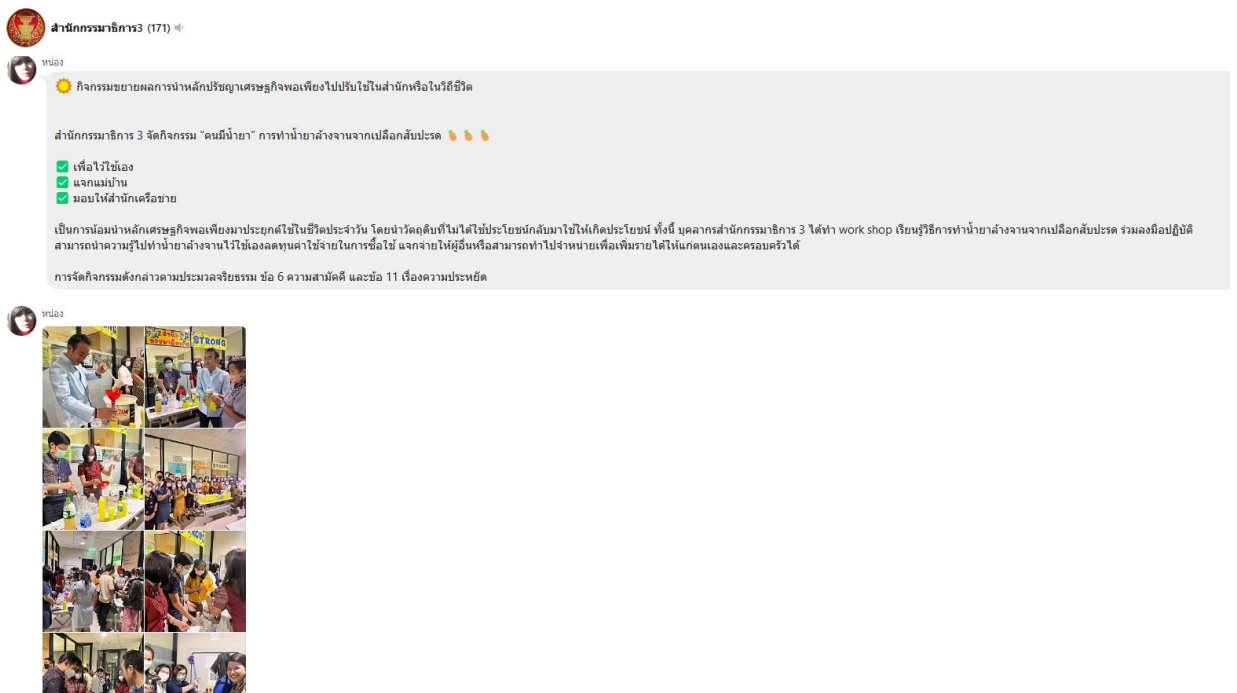 สำนักกรรมาธิการ3 (171)
หน่อง
กิจกรรมขยายผลการนำหลักปรัชญาเศรษฐกิจพอเพียงไปปรับใช้ในสำนักหรือในวิถีชีวิต
สำนักกรรมาธิการ 3 จัดกิจกรรม “คนมีน้ำยา” การทำน้ำยาล้างจานจากเปลือกสับปะรด 🍍 🍍 🍍
✅ เพื่อไว้ใช้เอง
✅ แจกแม่บ้าน
✅ มอบให้สำนักเครือข่าย
เป็นการน้อมนำหลักเศรษฐกิจพอเพียงมาประยุกต์ใช้ในชีวิตประจำวัน โดยนำวัตถุดิบที่ไม่ได้ใช้ประโยชน์กลับมาใช้ให้เกิดประโยชน์ ทั้งนี้ บุคลากรสำนักกรรมาธิการ 3 ได้ทำ work shop เรียนรู้วิธีการทำน้ำยาล้างจานจากเปลือกสับปะรด ร่วมลงมือปฏิบัติ
สามารถนำความรู้ไปทำน้ำยาล้างจานไว้ใช้เองลดทุนค่าใช้จ่ายในการซื้อใช้ แจกจ่ายให้ผู้อื่นหรือสามารถทำไปจำหน่ายเพื่อเพิ่มรายได้ให้แก่ตนเองและครอบครัวได้
การจัดกิจกรรมดังกล่าวตามประมวลจริยธรรม ข้อ 6 ความสามัคคี และข้อ 11 เรื่องความประหยัด
หน่อง
STRONG